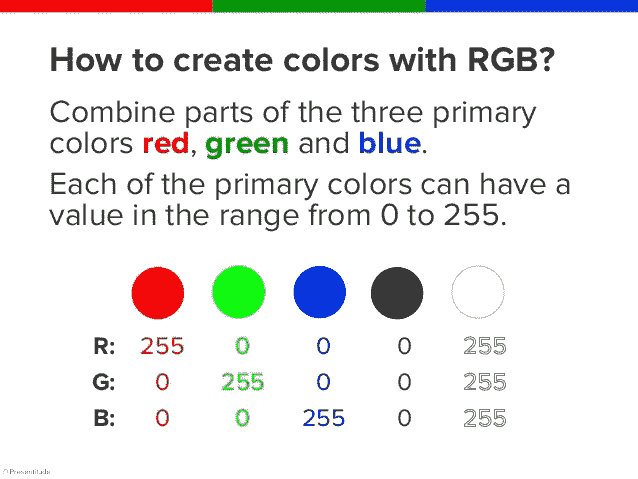 How to create colors with RGB?
Combine parts of the three primary
colors red, green and blue.
Each of the primary colors can have a
value in the range from 0 to 255.
R: 255 0 0 0 255
G: 0 255 0 0 255
B: 0 0 255 0 255
© Presentitude